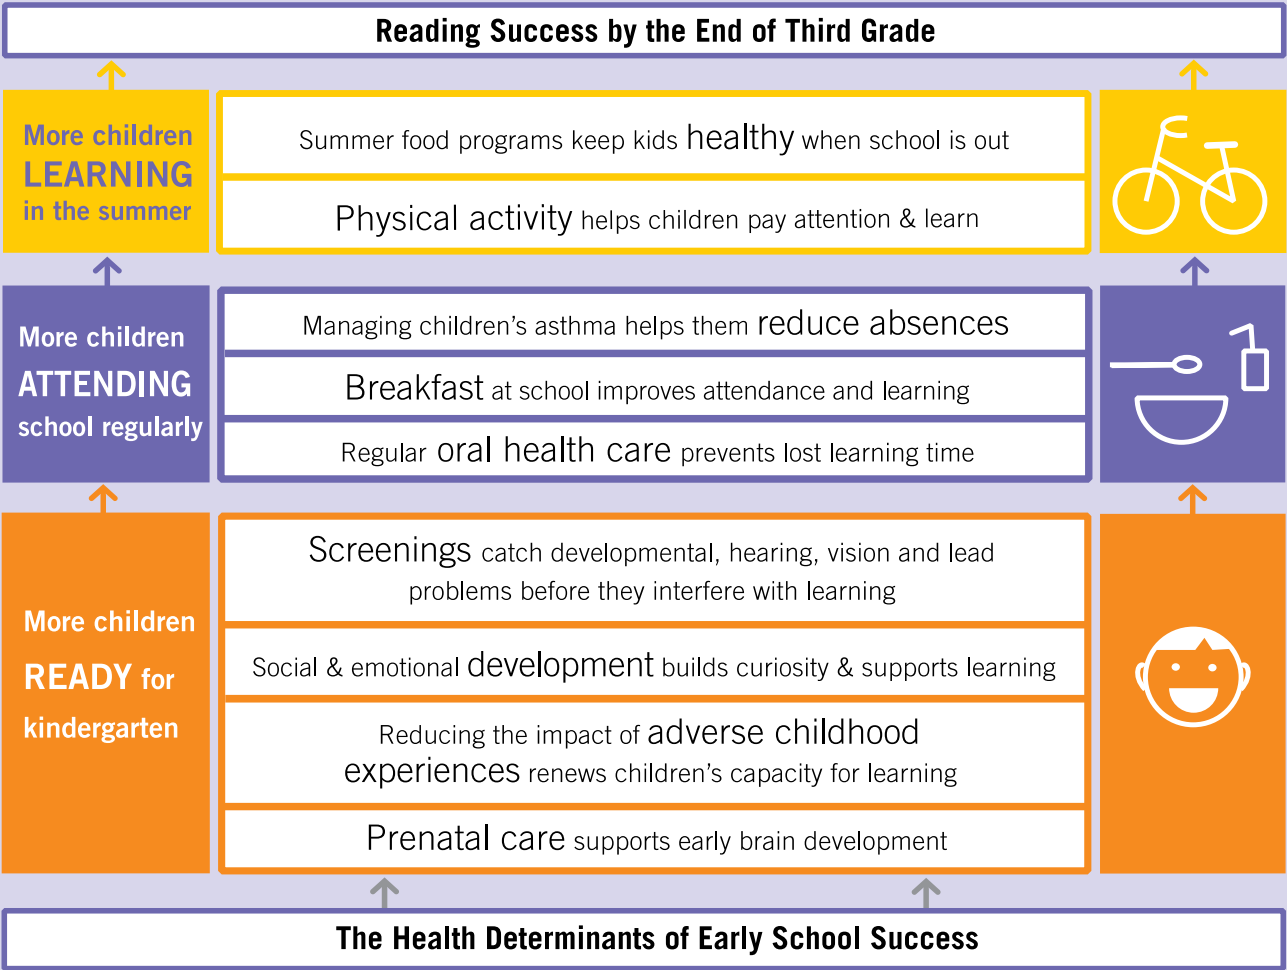 Reading Success by the End of Third Grade
More children
LEARNING
in the summer
Summer food programs keep kids healthy when school is out
Physical activity helps children pay attention & learn
More children
ATTENDING
school regularly
Managing children’s asthma helps them reduce absences
Breakfast at school improves attendance and learning
Regular oral health care prevents lost learning time
More children
READY for
kindergarten
Screenings catch developmental, hearing, vision and lead
problems before they interfere with learning
Social & emotional development builds curiosity & supports learning
Reducing the impact of adverse childhood
experiences renews children’s capacity for learning
Prenatal care supports early brain development
The Health Determinants of Early School Success